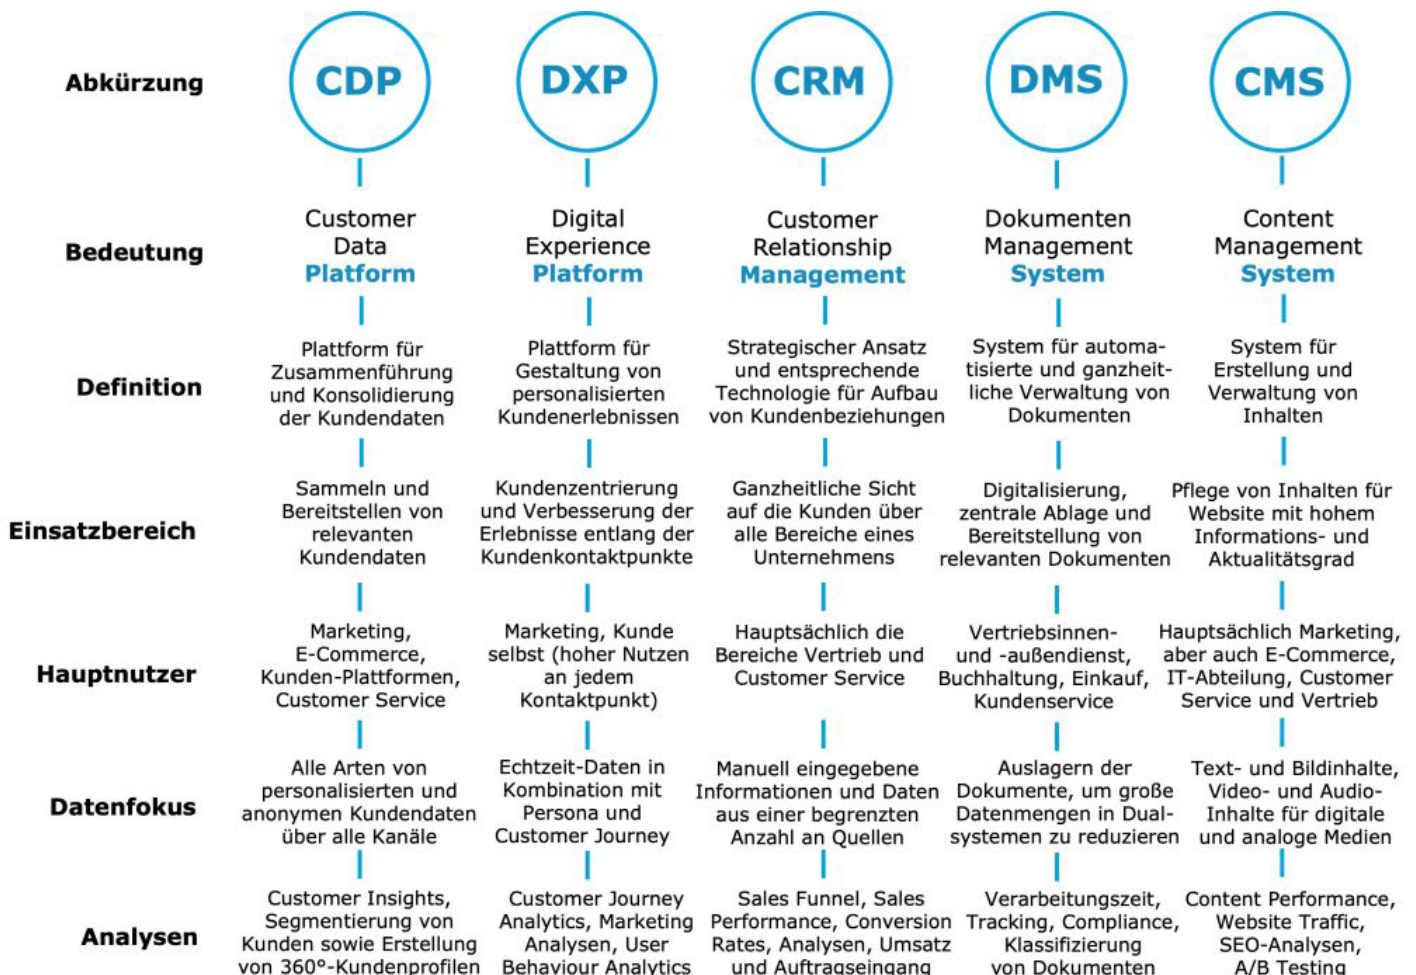 Abkürzung
CDP
DXP
CRM
DMS
CMS
Bedeutung
Customer
Data
Platform
Digital
Experience
Platform
Customer
Relationship
Management
Dokumenten
Management
System
Content
Management
System
Definition
Plattform für
Zusammenführung
und Konsolidierung
der Kundendaten
Plattform für
Gestaltung von
personalisierten
Kundenerlebnissen
Strategischer Ansatz
und entsprechende
Technologie für Aufbau
von Kundenbeziehungen
System für automa-
tisierte und ganzheit-
liche Verwaltung von
Dokumenten
System für
Erstellung und
Verwaltung von
Inhalten
Einsatzbereich
Sammeln und
Bereitstellen von
relevanten
Kundendaten
Kundenzentrierung
und Verbesserung der
Erlebnisse entlang der
Kundenkontaktpunkte
Ganzheitliche Sicht
auf die Kunden über
alle Bereiche eines
Unternehmens
Digitalisierung,
zentrale Ablage und
Bereitstellung von
relevanten Dokumenten
Pflege von Inhalten für
Website mit hohem
Informations- und
Aktualitätsgrad
Hauptnutzer
Marketing,
E-Commerce,
Kunden-Plattformen,
Customer Service
Marketing, Kunde
selbst (hoher Nutzen
an jedem
Kontaktpunkt)
Hauptsächlich die
Bereiche Vertrieb und
Customer Service
Vertriebsinnen-
und -außendienst,
Buchhaltung, Einkauf,
Kundenservice
Hauptsächlich Marketing,
aber auch E-Commerce,
IT-Abteilung, Customer
Service und Vertrieb
Datenfokus
Alle Arten von
personalisierten und
anonymen Kundendaten
über alle Kanäle
Echtzeit-Daten in
Kombination mit
Persona und
Customer Journey
Manuell eingegebene
Informationen und Daten
aus einer begrenzten
Anzahl an Quellen
Auslagern der
Dokumente, um große
Datenmengen in Dual-
systemen zu reduzieren
Text- und Bildinhalte,
Video- und Audio-
Inhalte für digitale
und analoge Medien
Analysen
Customer Insights,
Segmentierung von
Kunden sowie Erstellung
von 360°-Kundenprofilen
Customer Journey
Analytics, Marketing
Analysen, User
Behaviour Analytics
Sales Funnel, Sales
Performance, Conversion
Rates, Analysen, Umsatz
und Auftragseingang
Verarbeitungszeit,
Tracking, Compliance,
Klassifizierung
von Dokumenten
Content Performance,
Website Traffic,
SEO-Analysen,
A/B Testing